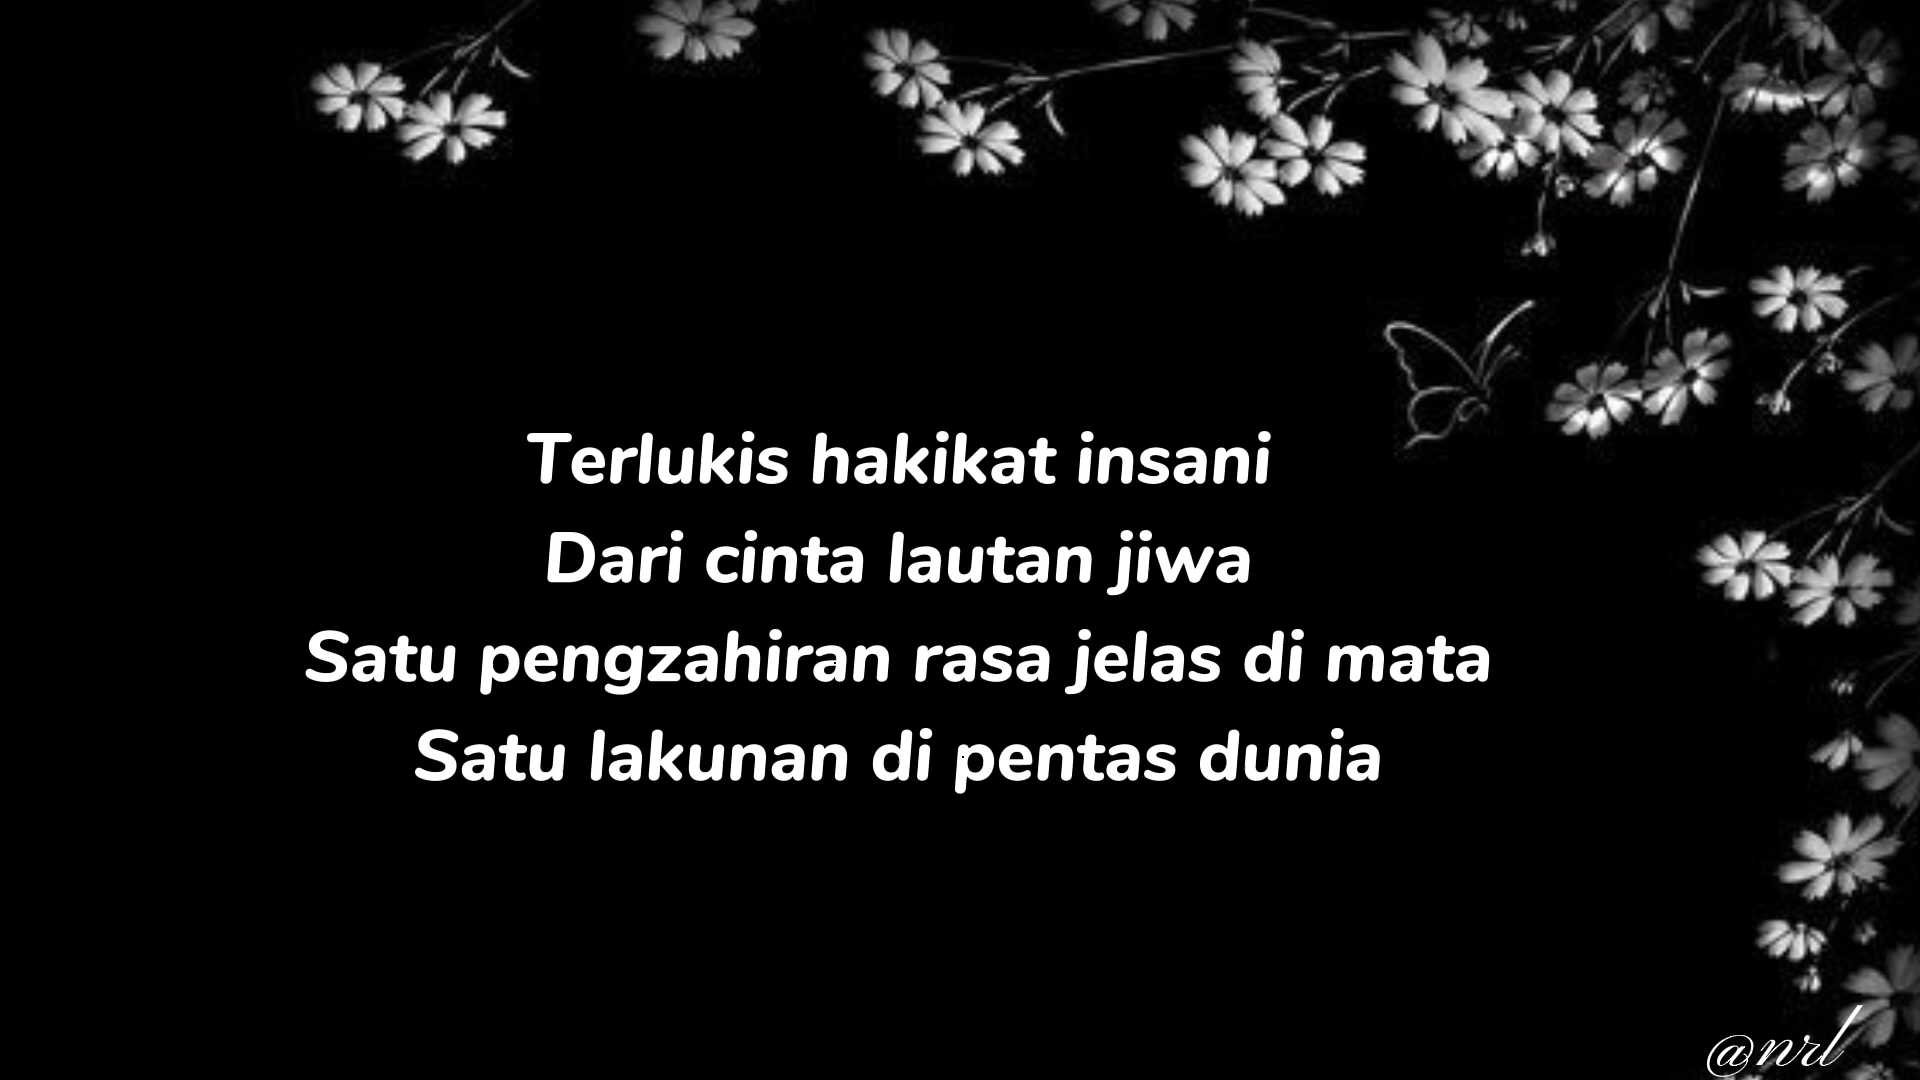 Terlukis hakikat insani
Dari cinta lautan jiwa
Satu pengzahiran rasa jelas di mata
Satu lakunan di pentas dunia
@nrl